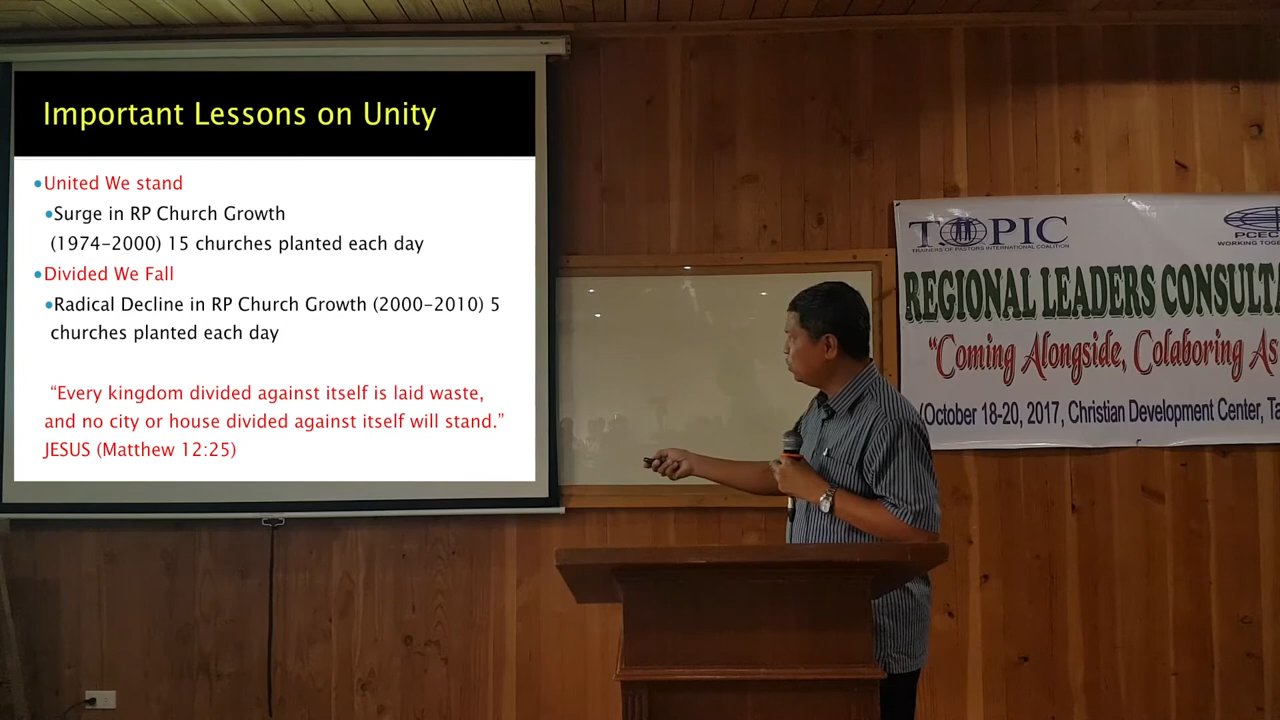 Important Lessons on Unity
•United We stand
•Surge in RP Church Growth
(1974-2000) 15 churches planted each day
•Divided We Fall
•Radical Decline in RP Church Growth (2000-2010) 5
churches planted each day
“Every kingdom divided against itself is laid waste,
and no city or house divided against itself will stand.”
JESUS (Matthew 12:25)
TOPIC
TRAINERS OF PASTORS INTERNATIONAL COALITION
PCEC
WORKING TOGE
REGIONAL LEADERS CONSULTA
“Coming Alongside, Colaboring As
(October 18-20, 2017, Christian Development Center, Ta